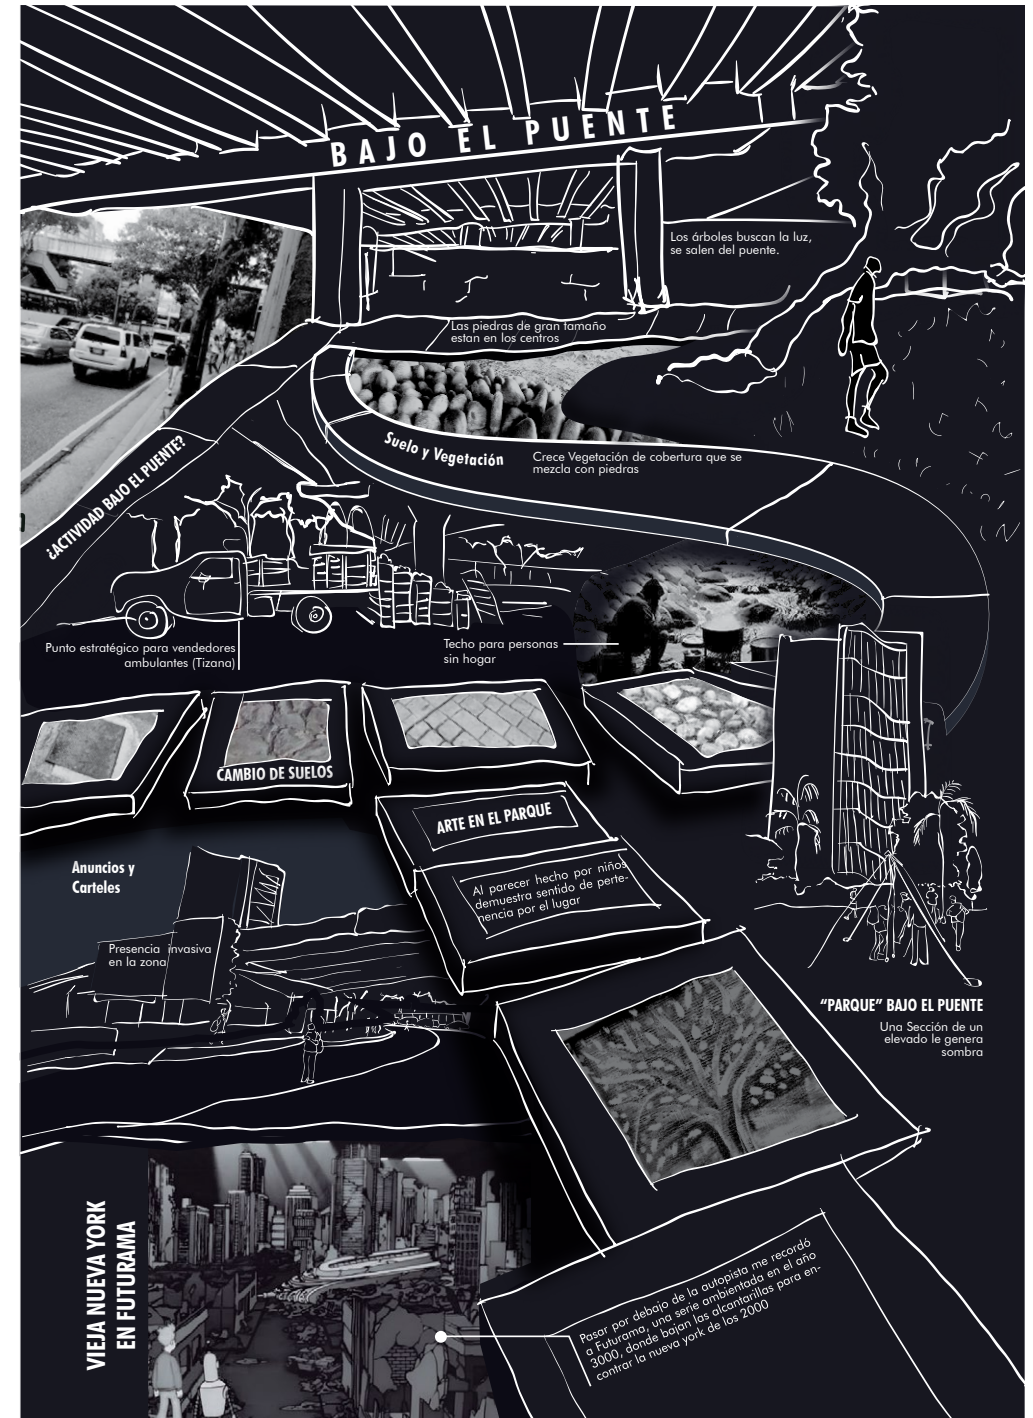 BAJO EL PUENTE
Los árboles buscan la luz,
se salen del puente.
Las piedras de gran tamaño
estan en los centros
Suelo y Vegetación
Crece Vegetación de cobertura que se
mezcla con piedras
¿ACTIVIDAD BAJO EL PUENTE?
Punto estratégico para vendedores
ambulantes (Tizana)
Techo para personas
sin hogar
CAMBIO DE SUELOS
ARTE EN EL PARQUE
Al parecer hecho por niños
demuestra sentido de perte-
nencia por el lugar
Anuncios y
Carteles
Presencia invasiva
en la zona
“PARQUE” BAJO EL PUENTE
Una Sección de un
elevado le genera
sombra
VIEJA NUEVA YORK
EN FUTURAMA
Pasar por debajo de la autopista me recordó
a Futurama, una serie ambientada en el año
3000, donde bajan las alcantarillas para en-
contrar la nueva york de los 2000